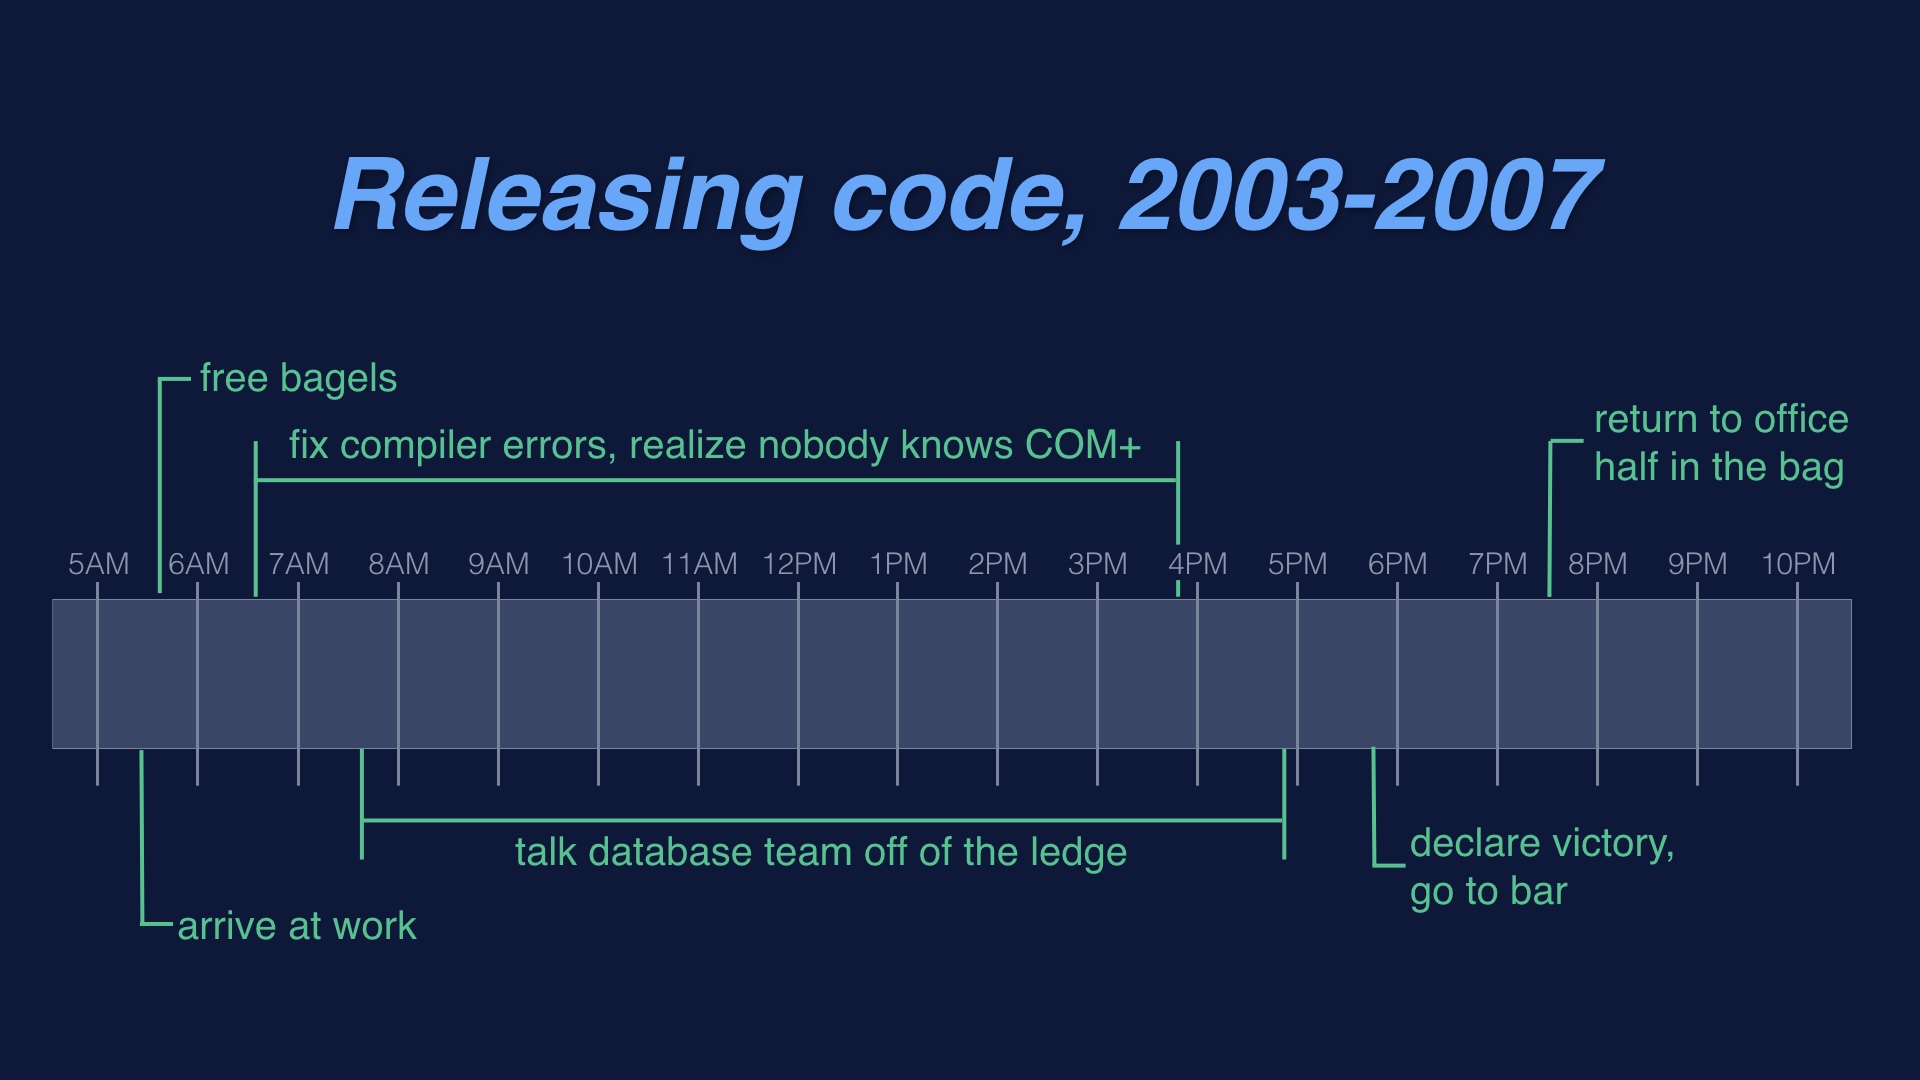 Releasing code, 2003-2007
free bagels
fix compiler errors, realize nobody knows COM+
return to office
half in the bag
5AM 6AM 7AM 8AM 9AM 10AM 11AM 12PM 1PM 2PM 3PM 4PM 5PM 6PM 7PM 8PM 9PM 10PM
talk database team off of the ledge
declare victory,
go to bar
arrive at work